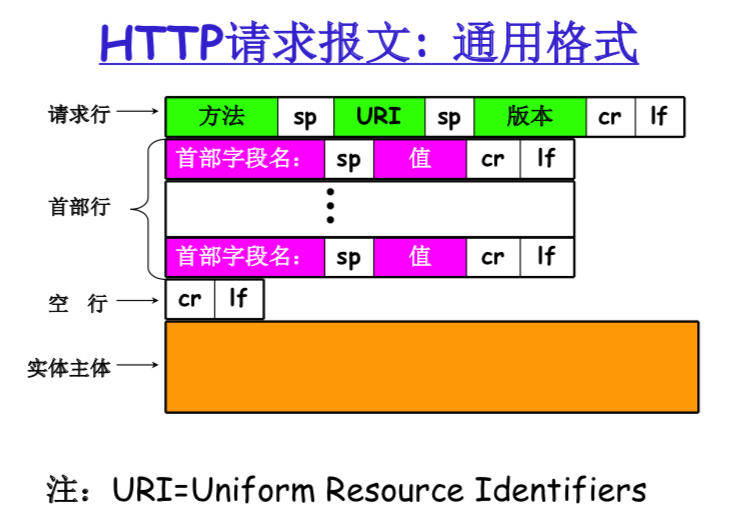 HTTP请求报文：通用格式
请求行 方法 sp URI sp 版本 cr lf
首部字段名： sp 值 cr lf
首部行
首部字段名： sp 值 cr lf
空 行 cr lf
实体主体
注：URI=Uniform Resource Identifiers